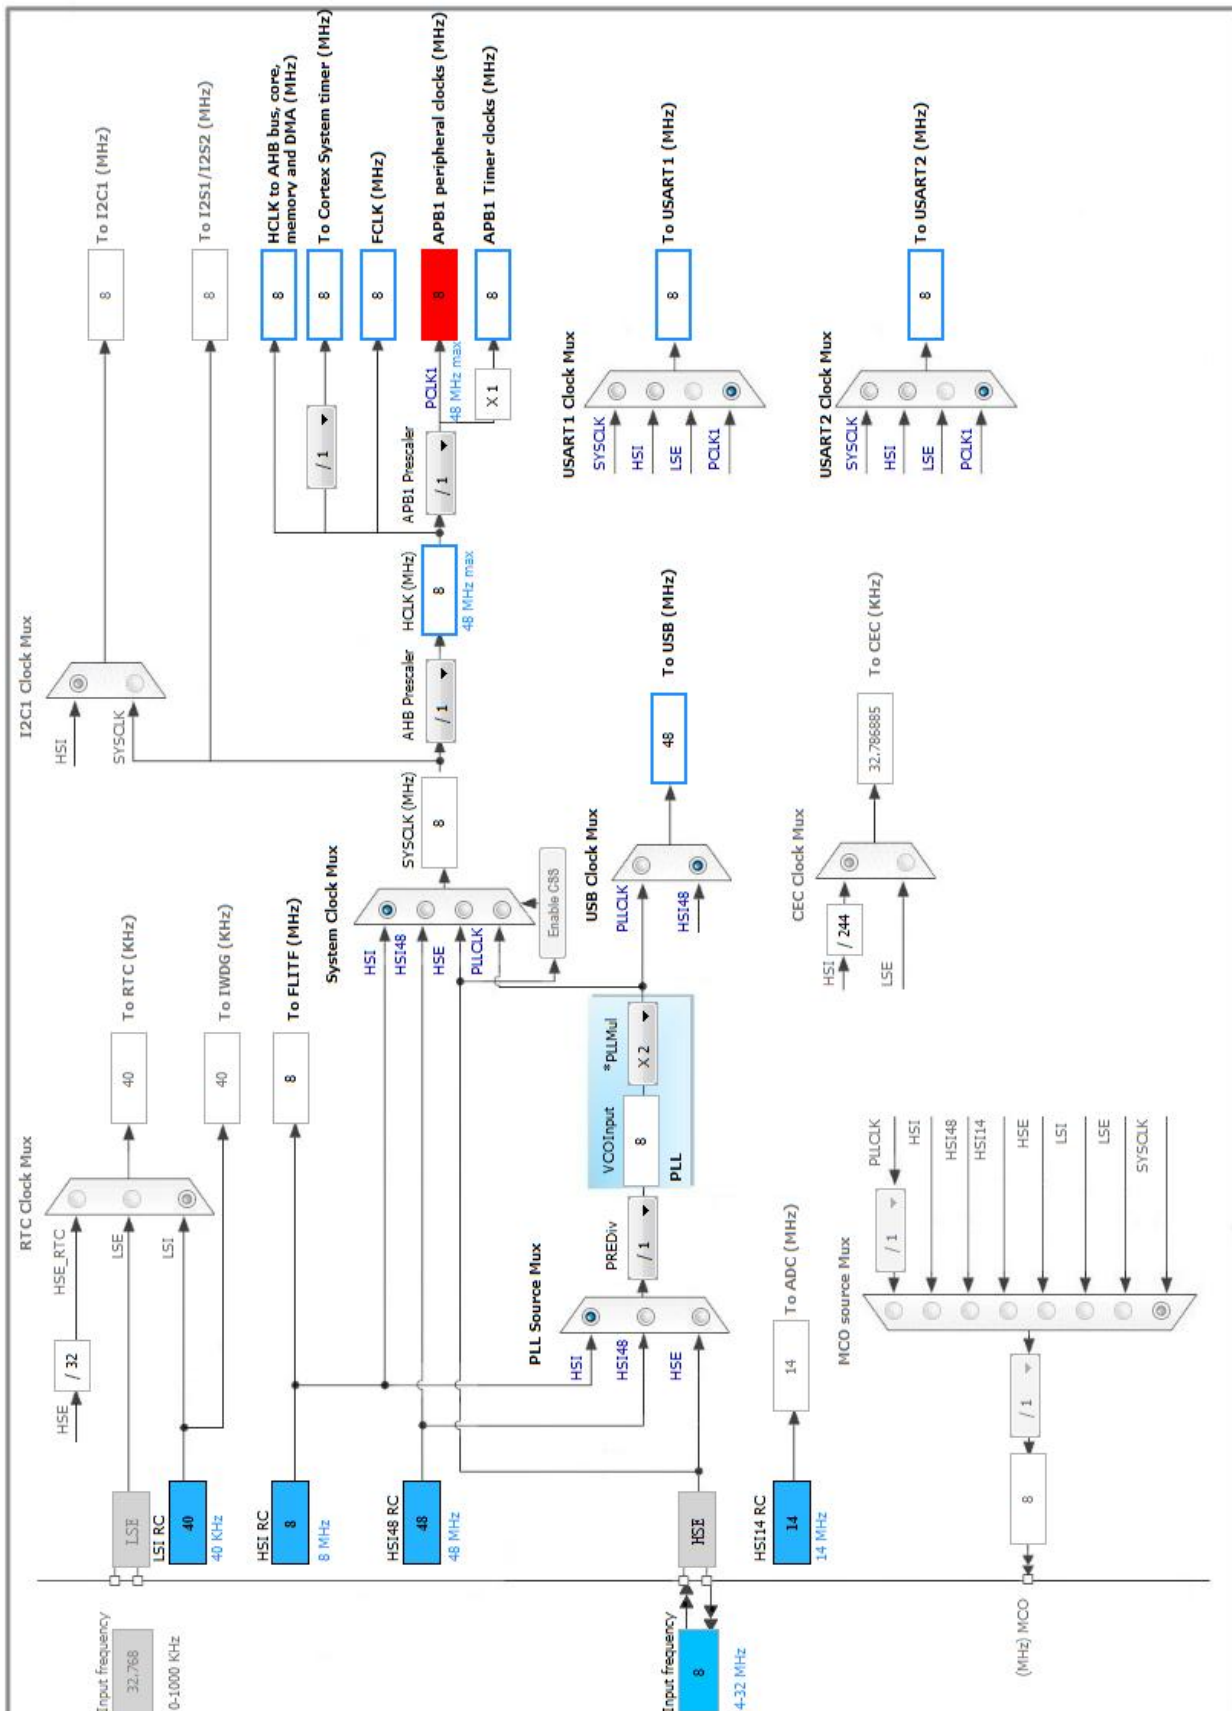 Input frequency
32.768
0-1000 KHz
LSE
LSI RC
40
40 KHz
HSE
/ 32
HSE_RTC
LSE
LSI
RTC Clock Mux
40
To RTC (KHz)
40
To IWDG (KHz)
I2C1 Clock Mux
HSI
SYSCLK
8
To I2C1 (MHz)
8
To I2S1/I2S2 (MHz)
HSI RC
8
8 MHz
8
To FLITF (MHz)
HSI48 RC
48
48 MHz
System Clock Mux
HSI
HSI48
HSE
PLLCLK
Enable CSS
SYSCLK (MHz)
8
AHB Prescaler
/ 1
HCLK (MHz)
8
48 MHz max
APB1 Prescaler
/ 1
PCLK1
48 MHz max
/ 1
X 1
8
HCLK to AHB bus, core,
memory and DMA (MHz)
8
To Cortex System timer (MHz)
8
FCLK (MHz)
8
APB1 peripheral clocks (MHz)
8
APB1 Timer clocks (MHz)
PLL Source Mux
HSI
HSI48
HSE
PREDiv
/ 1
VCOInput
8
*PLLMul
X 2
PLL
USB Clock Mux
PLLCLK
HSI48
48
To USB (MHz)
USART1 Clock Mux
SYSCLK
HSI
LSE
PCLK1
8
To USART1 (MHz)
Input frequency
8
4-32 MHz
HSE
HSI14 RC
14
14 MHz
14
To ADC (MHz)
CEC Clock Mux
HSI
/ 244
LSE
32.786885
To CEC (KHz)
USART2 Clock Mux
SYSCLK
HSI
LSE
PCLK1
8
To USART2 (MHz)
MCO source Mux
PLLCLK
/ 1
HSI
HSI48
HSI14
HSE
LSI
LSE
SYSCLK
/ 1
8
(MHz) MCO